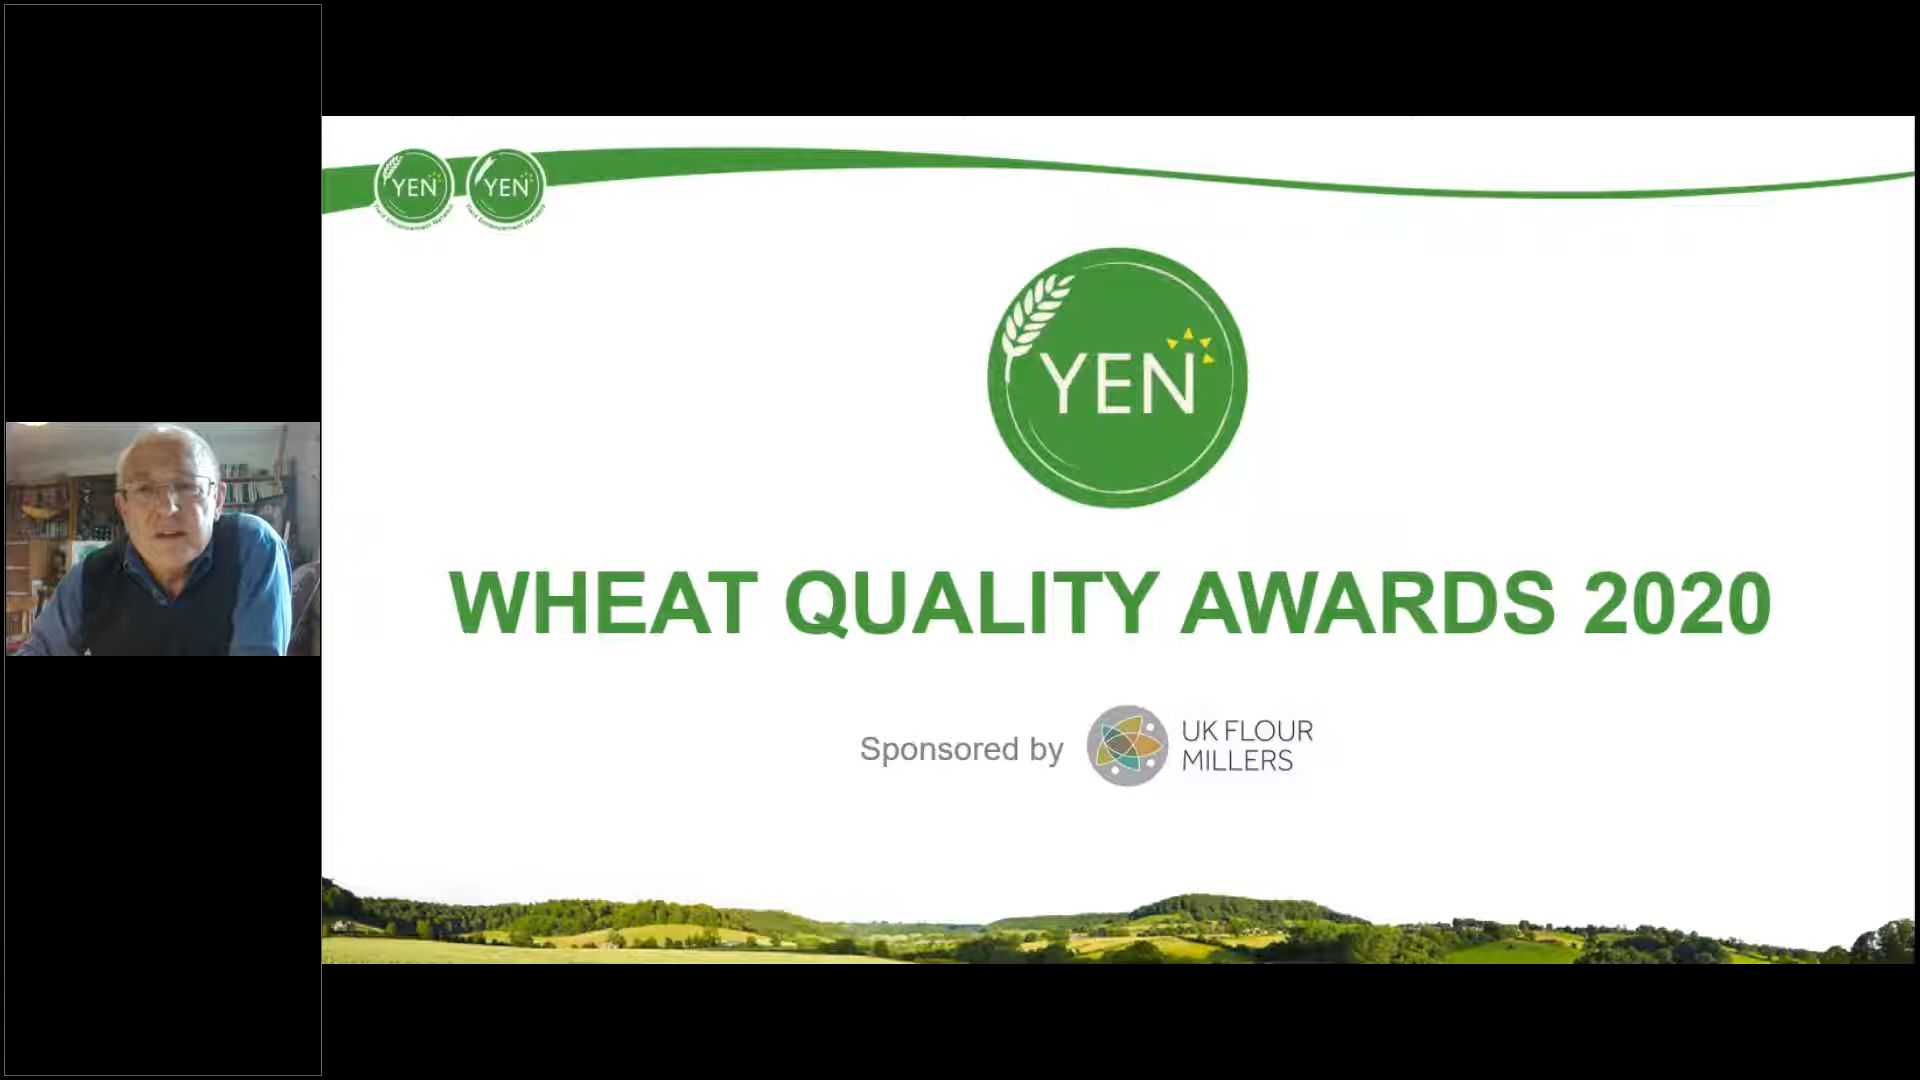 YEN
YEN
YEN
WHEAT QUALITY AWARDS 2020
Sponsored by
UK FLOUR
MILLERS